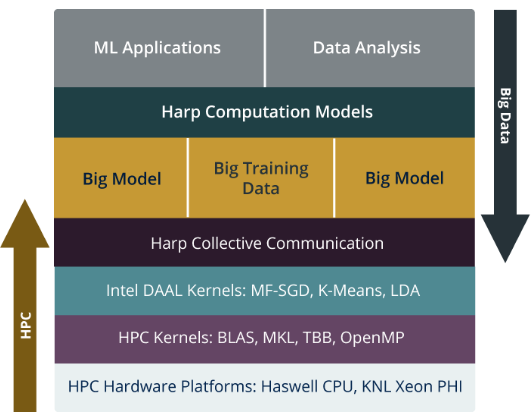 ML Applications
Data Analysis
Harp Computation Models
Big Model
Big Training
Data
Big Model
Harp Collective Communication
Intel DAAL Kernels: MF-SGD, K-Means, LDA
HPC Kernels: BLAS, MKL, TBB, OpenMP
HPC Hardware Platforms: Haswell CPU, KNL Xeon PHI
Big Data
HPC